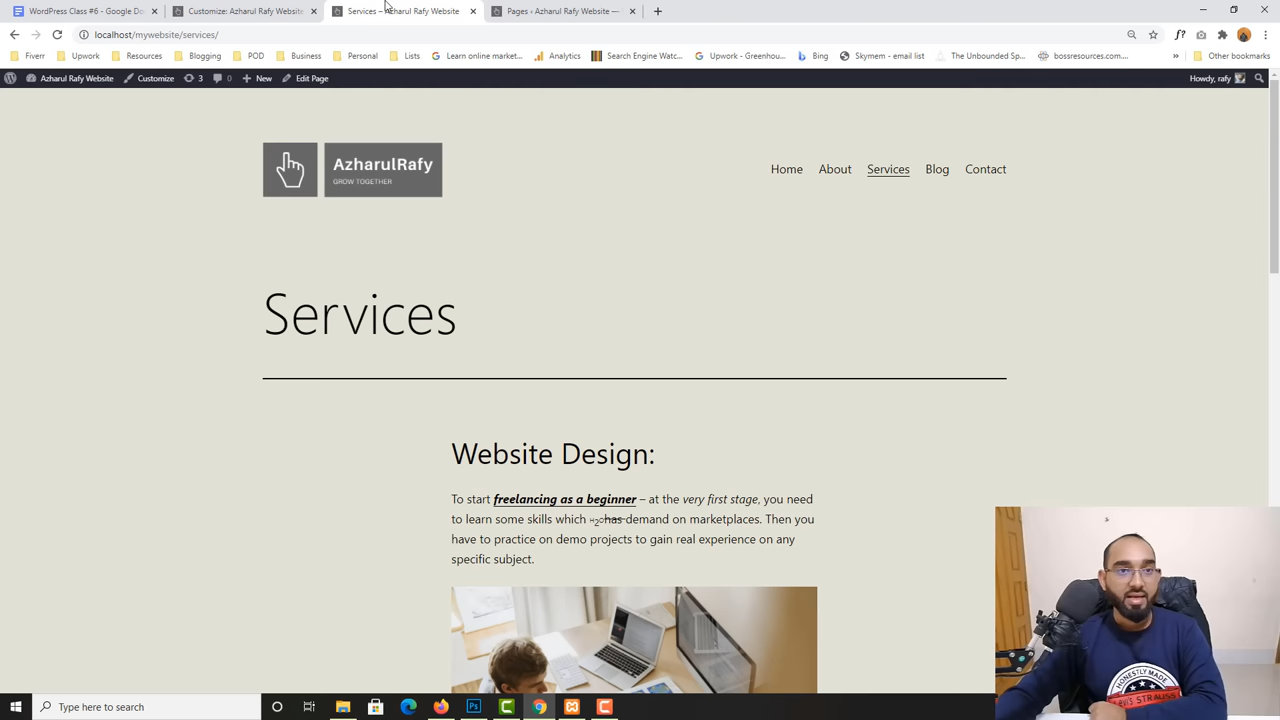 WordPress Class #6 - Google Do
Customize: Azharul Rafy Website
Services – Azharul Rafy Website
Pages ‹ Azharul Rafy Website —
localhost/mywebsite/services/
Fiverr
Upwork
Resources
Blogging
POD
Business
Personal
Lists
Learn online market...
Analytics
Search Engine Watc...
Upwork - Greenhou...
Bing
Skymem - email list
The Unbounded Sp...
bossresources.com....
»
Other bookmarks
Azharul Rafy Website
Customize
3
0
New
Edit Page
Howdy, rafy
AzharulRafy
GROW TOGETHER
Home
About
Services
Blog
Contact
Services
Website Design:
To start freelancing as a beginner – at the very first stage, you need
to learn some skills which H2O has demand on marketplaces. Then you
have to practice on demo projects to gain real experience on any
specific subject.
Type here to search
HONESTLY MADE
LEVI STRAUSS